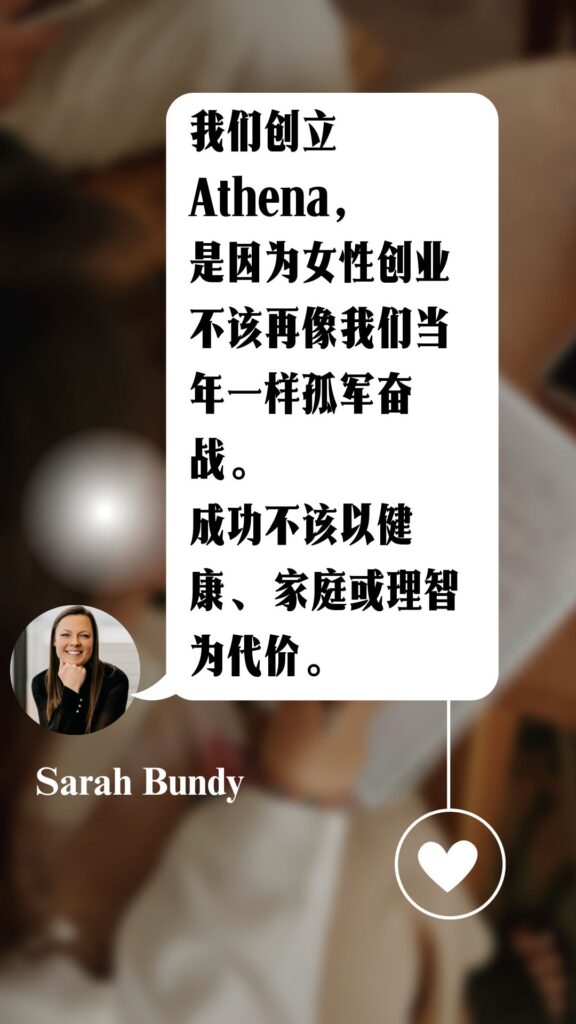 我们创立
Athena，
是因为女性创业
不该再像我们当
年一样孤军奋
战。
成功不该以健
康、家庭或理智
为代价。
Sarah Bundy